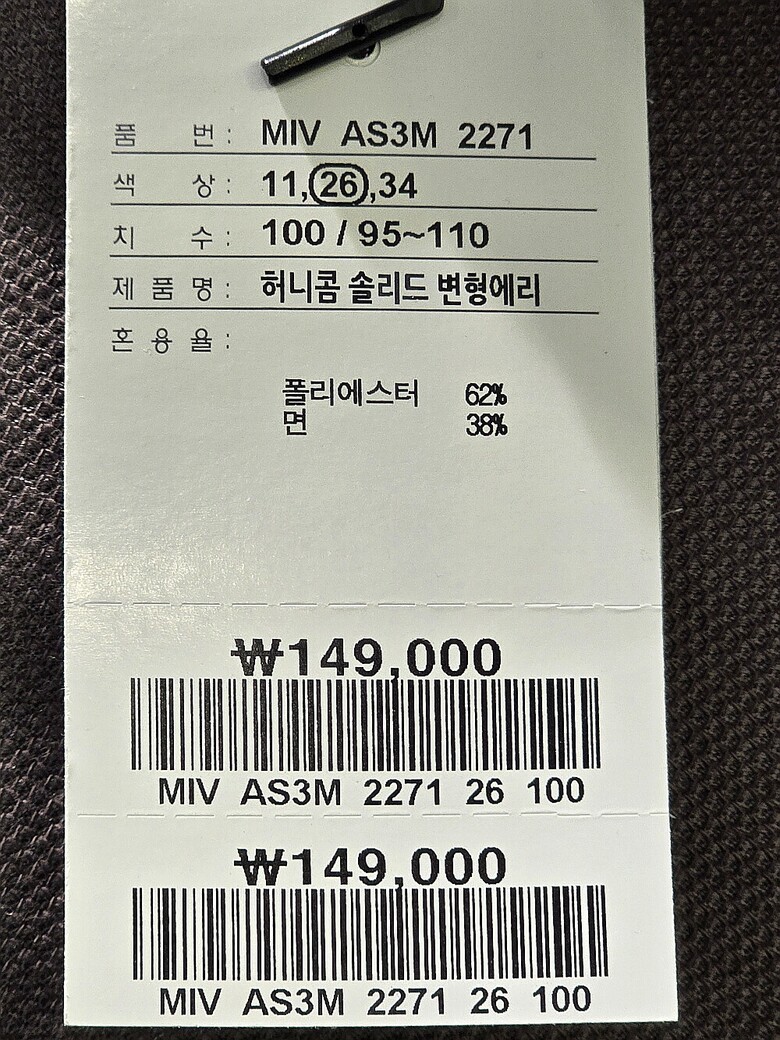 품 번 : MIV AS3M 2271
색 상 : 11,26,34
치 수 : 100 / 95~110
제 품 명 : 허니콤 솔리드 변형에리
혼 용 율 :
폴리에스터 62%
면 38%
₩149,000
MIV AS3M 2271 26 100
₩149,000
MIV AS3M 2271 26 100